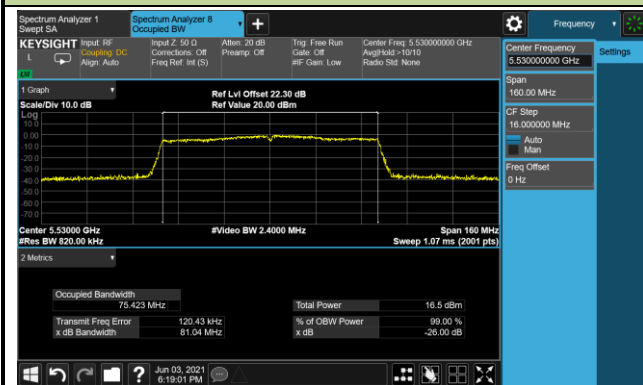 Spectrum Analyzer 1
Swept SA
Spectrum Analyzer 8
Occupied BW
Frequency
KEYSIGHT
L
Input: RF
Coupling: DC
Align: Auto
Input Z: 50 Ω
Corrections: Off
Freq Ref: Int (S)
Atten: 20 dB
Preamp: Off
Trig: Free Run
Gate: Off
#IF Gain: Low
Center Freq: 5.530000000 GHz
Avg|Hold:>10/10
Radio Std: None
Center Frequency
5.530000000 GHz
Settings
Span
160.00 MHz
CF Step
16.000000 MHz
Auto
Man
Freq Offset
0 Hz
1 Graph
Scale/Div 10.0 dB
Ref Lvl Offset 22.30 dB
Ref Value 20.00 dBm
Log
10.0
0.00
-10.0
-20.0
-30.0
-40.0
-50.0
-60.0
-70.0
Center 5.53000 GHz
#Res BW 820.00 kHz
#Video BW 2.4000 MHz
Span 160 MHz
Sweep 1.07 ms (2001 pts)
2 Metrics
Occupied Bandwidth
75.423 MHz
Total Power 16.5 dBm
Transmit Freq Error 120.43 kHz
% of OBW Power 99.00 %
x dB Bandwidth 81.04 MHz
x dB -26.00 dB
Jun 03, 2021
6:19:01 PM